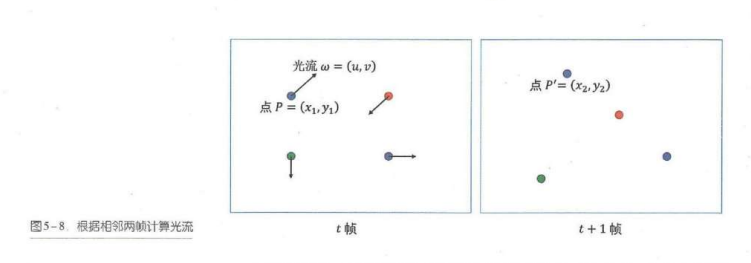 光流 ω = (u, v)
点 P = (x₁, y₁)
点 P′= (x₂, y₂)
图5-8 根据相邻两帧计算光流
t 帧
t + 1 帧